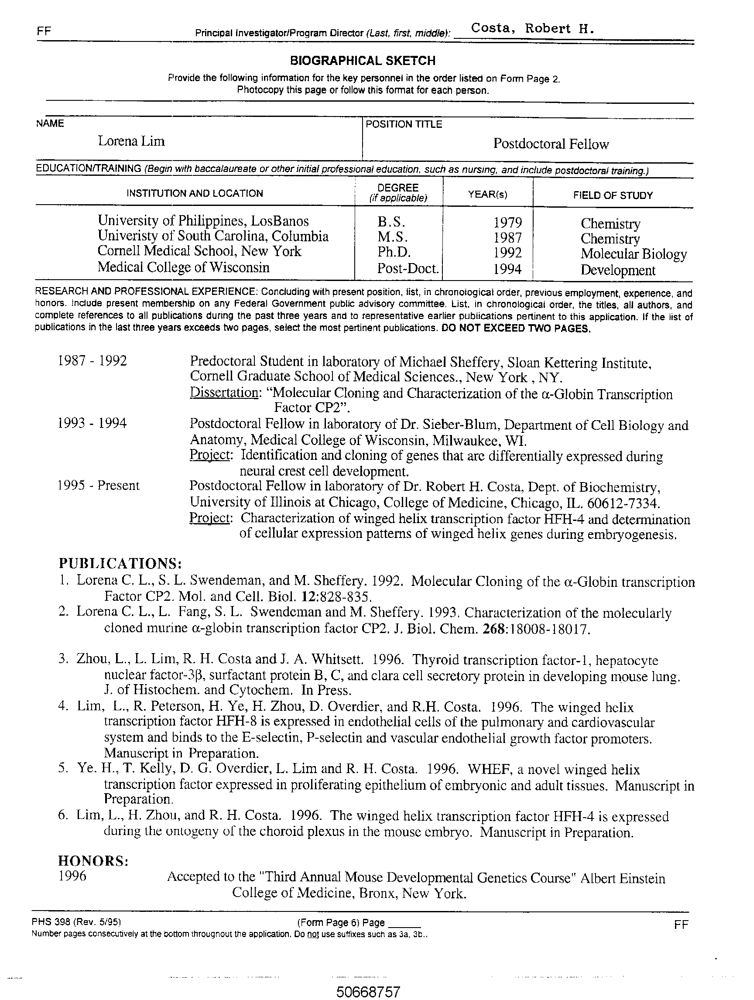 FF
Principal Investigator/Program Director (Last, first, middle): Costa, Robert H.
BIOGRAPHICAL SKETCH
Provide the following information for the key personnel in the order listed on Form Page 2.
Photocopy this page or follow this format for each person.
NAME POSITION TITLE
Lorena Lim Postdoctoral Fellow
EDUCATION/TRAINING (Begin with baccalaureate or other initial professional education, such as nursing, and include postdoctoral training.)
INSTITUTION AND LOCATION DEGREE (if applicable) YEAR(s) FIELD OF STUDY
University of Philippines, LosBanos B.S. 1979 Chemistry
Univeristy of South Carolina, Columbia M.S. 1987 Chemistry
Cornell Medical School, New York Ph.D. 1992 Molecular Biology
Medical College of Wisconsin Post-Doct. 1994 Development
RESEARCH AND PROFESSIONAL EXPERIENCE: Concluding with present position, list, in chronological order, previous employment, experience, and
honors. Include present membership on any Federal Government public advisory committee. List, in chronological order, the titles, all authors, and
complete references to all publications during the past three years and to representative earlier publications pertinent to this application. If the list of
publications in the last three years exceeds two pages, select the most pertinent publications. DO NOT EXCEED TWO PAGES.
1987 - 1992 Predoctoral Student in laboratory of Michael Sheffery, Sloan Kettering Institute,
Cornell Graduate School of Medical Sciences., New York , NY.
Dissertation: “Molecular Cloning and Characterization of the α-Globin Transcription
Factor CP2”.
1993 - 1994 Postdoctoral Fellow in laboratory of Dr. Sieber-Blum, Department of Cell Biology and
Anatomy, Medical College of Wisconsin, Milwaukee, WI.
Project: Identification and cloning of genes that are differentially expressed during
neural crest cell development.
1995 - Present Postdoctoral Fellow in laboratory of Dr. Robert H. Costa, Dept. of Biochemistry,
University of Illinois at Chicago, College of Medicine, Chicago, IL. 60612-7334.
Project: Characterization of winged helix transcription factor HFH-4 and determination
of cellular expression patterns of winged helix genes during embryogenesis.
PUBLICATIONS:
1. Lorena C. L., S. L. Swendeman, and M. Sheffery. 1992. Molecular Cloning of the α-Globin transcription
Factor CP2. Mol. and Cell. Biol. 12:828-835.
2. Lorena C. L., L. Fang, S. L. Swendeman and M. Sheffery. 1993. Characterization of the molecularly
cloned murine α-globin transcription factor CP2. J. Biol. Chem. 268:18008-18017.
3. Zhou, L., L. Lim, R. H. Costa and J. A. Whitsett. 1996. Thyroid transcription factor-1, hepatocyte
nuclear factor-3β, surfactant protein B, C, and clara cell secretory protein in developing mouse lung.
J. of Histochem. and Cytochem. In Press.
4. Lim, L., R. Peterson, H. Ye, H. Zhou, D. Overdier, and R.H. Costa. 1996. The winged helix
transcription factor HFH-8 is expressed in endothelial cells of the pulmonary and cardiovascular
system and binds to the E-selectin, P-selectin and vascular endothelial growth factor promoters.
Manuscript in Preparation.
5. Ye. H., T. Kelly, D. G. Overdier, L. Lim and R. H. Costa. 1996. WHEF, a novel winged helix
transcription factor expressed in proliferating epithelium of embryonic and adult tissues. Manuscript in
Preparation.
6. Lim, L., H. Zhou, and R. H. Costa. 1996. The winged helix transcription factor HFH-4 is expressed
during the ontogeny of the choroid plexus in the mouse embryo. Manuscript in Preparation.
HONORS:
1996 Accepted to the "Third Annual Mouse Developmental Genetics Course" Albert Einstein
College of Medicine, Bronx, New York.
PHS 398 (Rev. 5/95) (Form Page 6) Page ______ FF
Number pages consecutively at the bottom throughout the application. Do not use suffixes such as 3a, 3b..
50668757